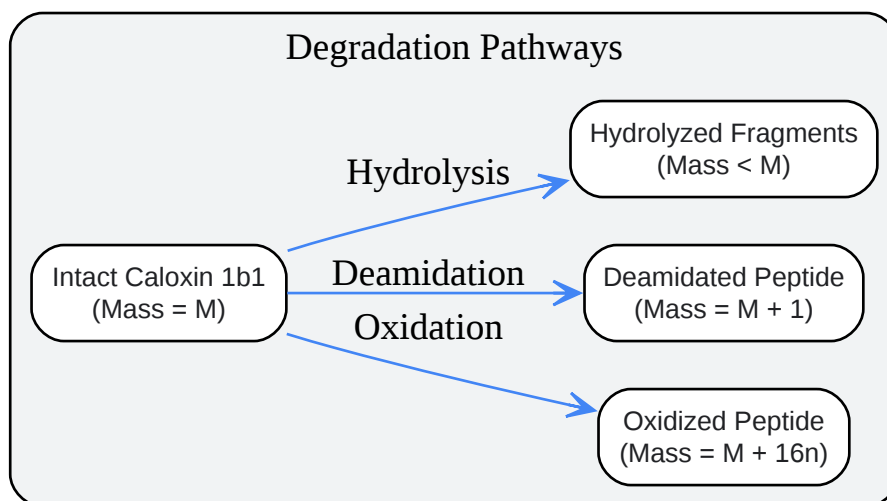 Degradation Pathways
Hydrolyzed Fragments
(Mass < M)
Hydrolysis
Intact Caloxin 1b1
(Mass = M)
Deamidation
Deamidated Peptide
(Mass = M + 1)
Oxidation
Oxidized Peptide
(Mass = M + 16n)